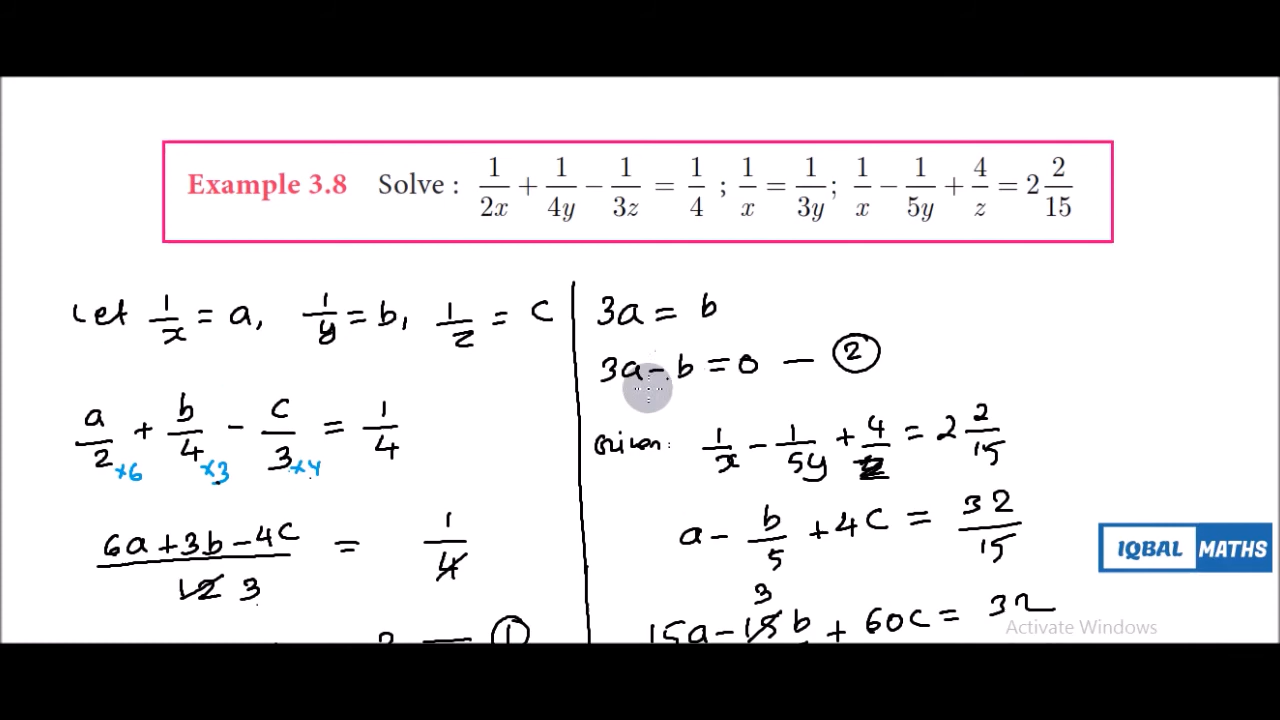 Example 3.8 Solve : 1/2x + 1/4y − 1/3z = 1/4 ; 1/x = 1/3y ; 1/x − 1/5y + 4/z = 2 2/15
Let 1/x = a, 1/y = b, 1/z = c
a/2 + b/4 − c/3 = 1/4
×6 ×3 ×4
6a + 3b − 4c / 12 3 = 1/4
①
3a = b
3a − b = 0 — ②
Given: 1/x − 1/5y + 4/z = 2 2/15
a − b/5 + 4c = 32/15
3
15a − 15b + 60c = 32
IQBAL MATHS
Activate Windows